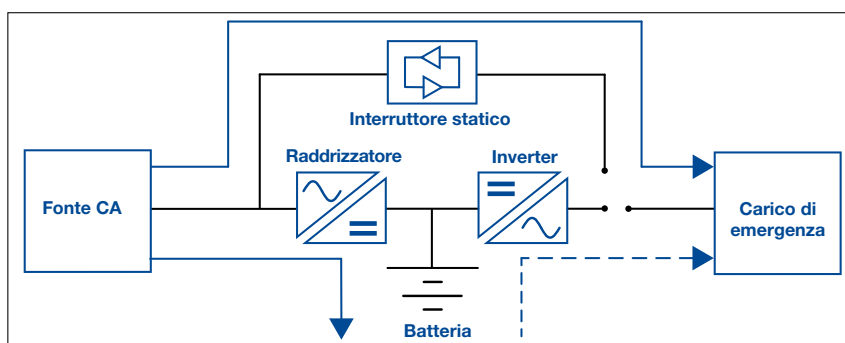 Interruttore statico
Raddrizzatore
Inverter
Fonte CA
Carico di
emergenza
Batteria